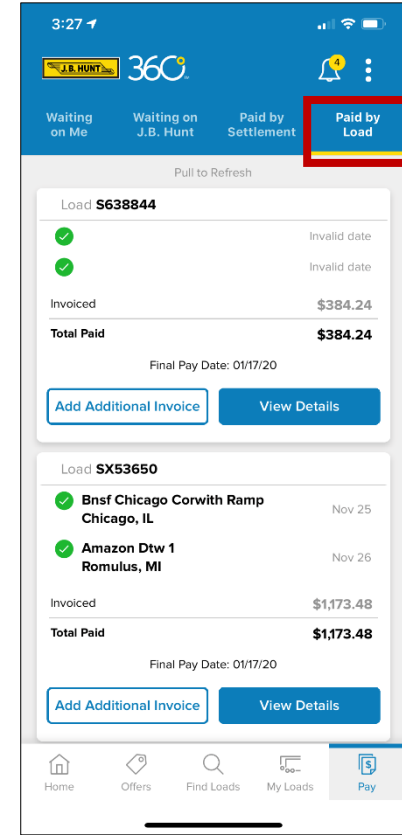 3:27
J.B. HUNT 360 4
Waiting on Me
Waiting on J.B. Hunt
Paid by Settlement
Paid by Load
Pull to Refresh
Load S638844
Invalid date
Invalid date
Invoiced $384.24
Total Paid $384.24
Final Pay Date: 01/17/20
Add Additional Invoice View Details
Load SX53650
Bnsf Chicago Corwith Ramp
Chicago, IL Nov 25
Amazon Dtw 1
Romulus, MI Nov 26
Invoiced $1,173.48
Total Paid $1,173.48
Final Pay Date: 01/17/20
Add Additional Invoice View Details
Home Offers Find Loads My Loads Pay